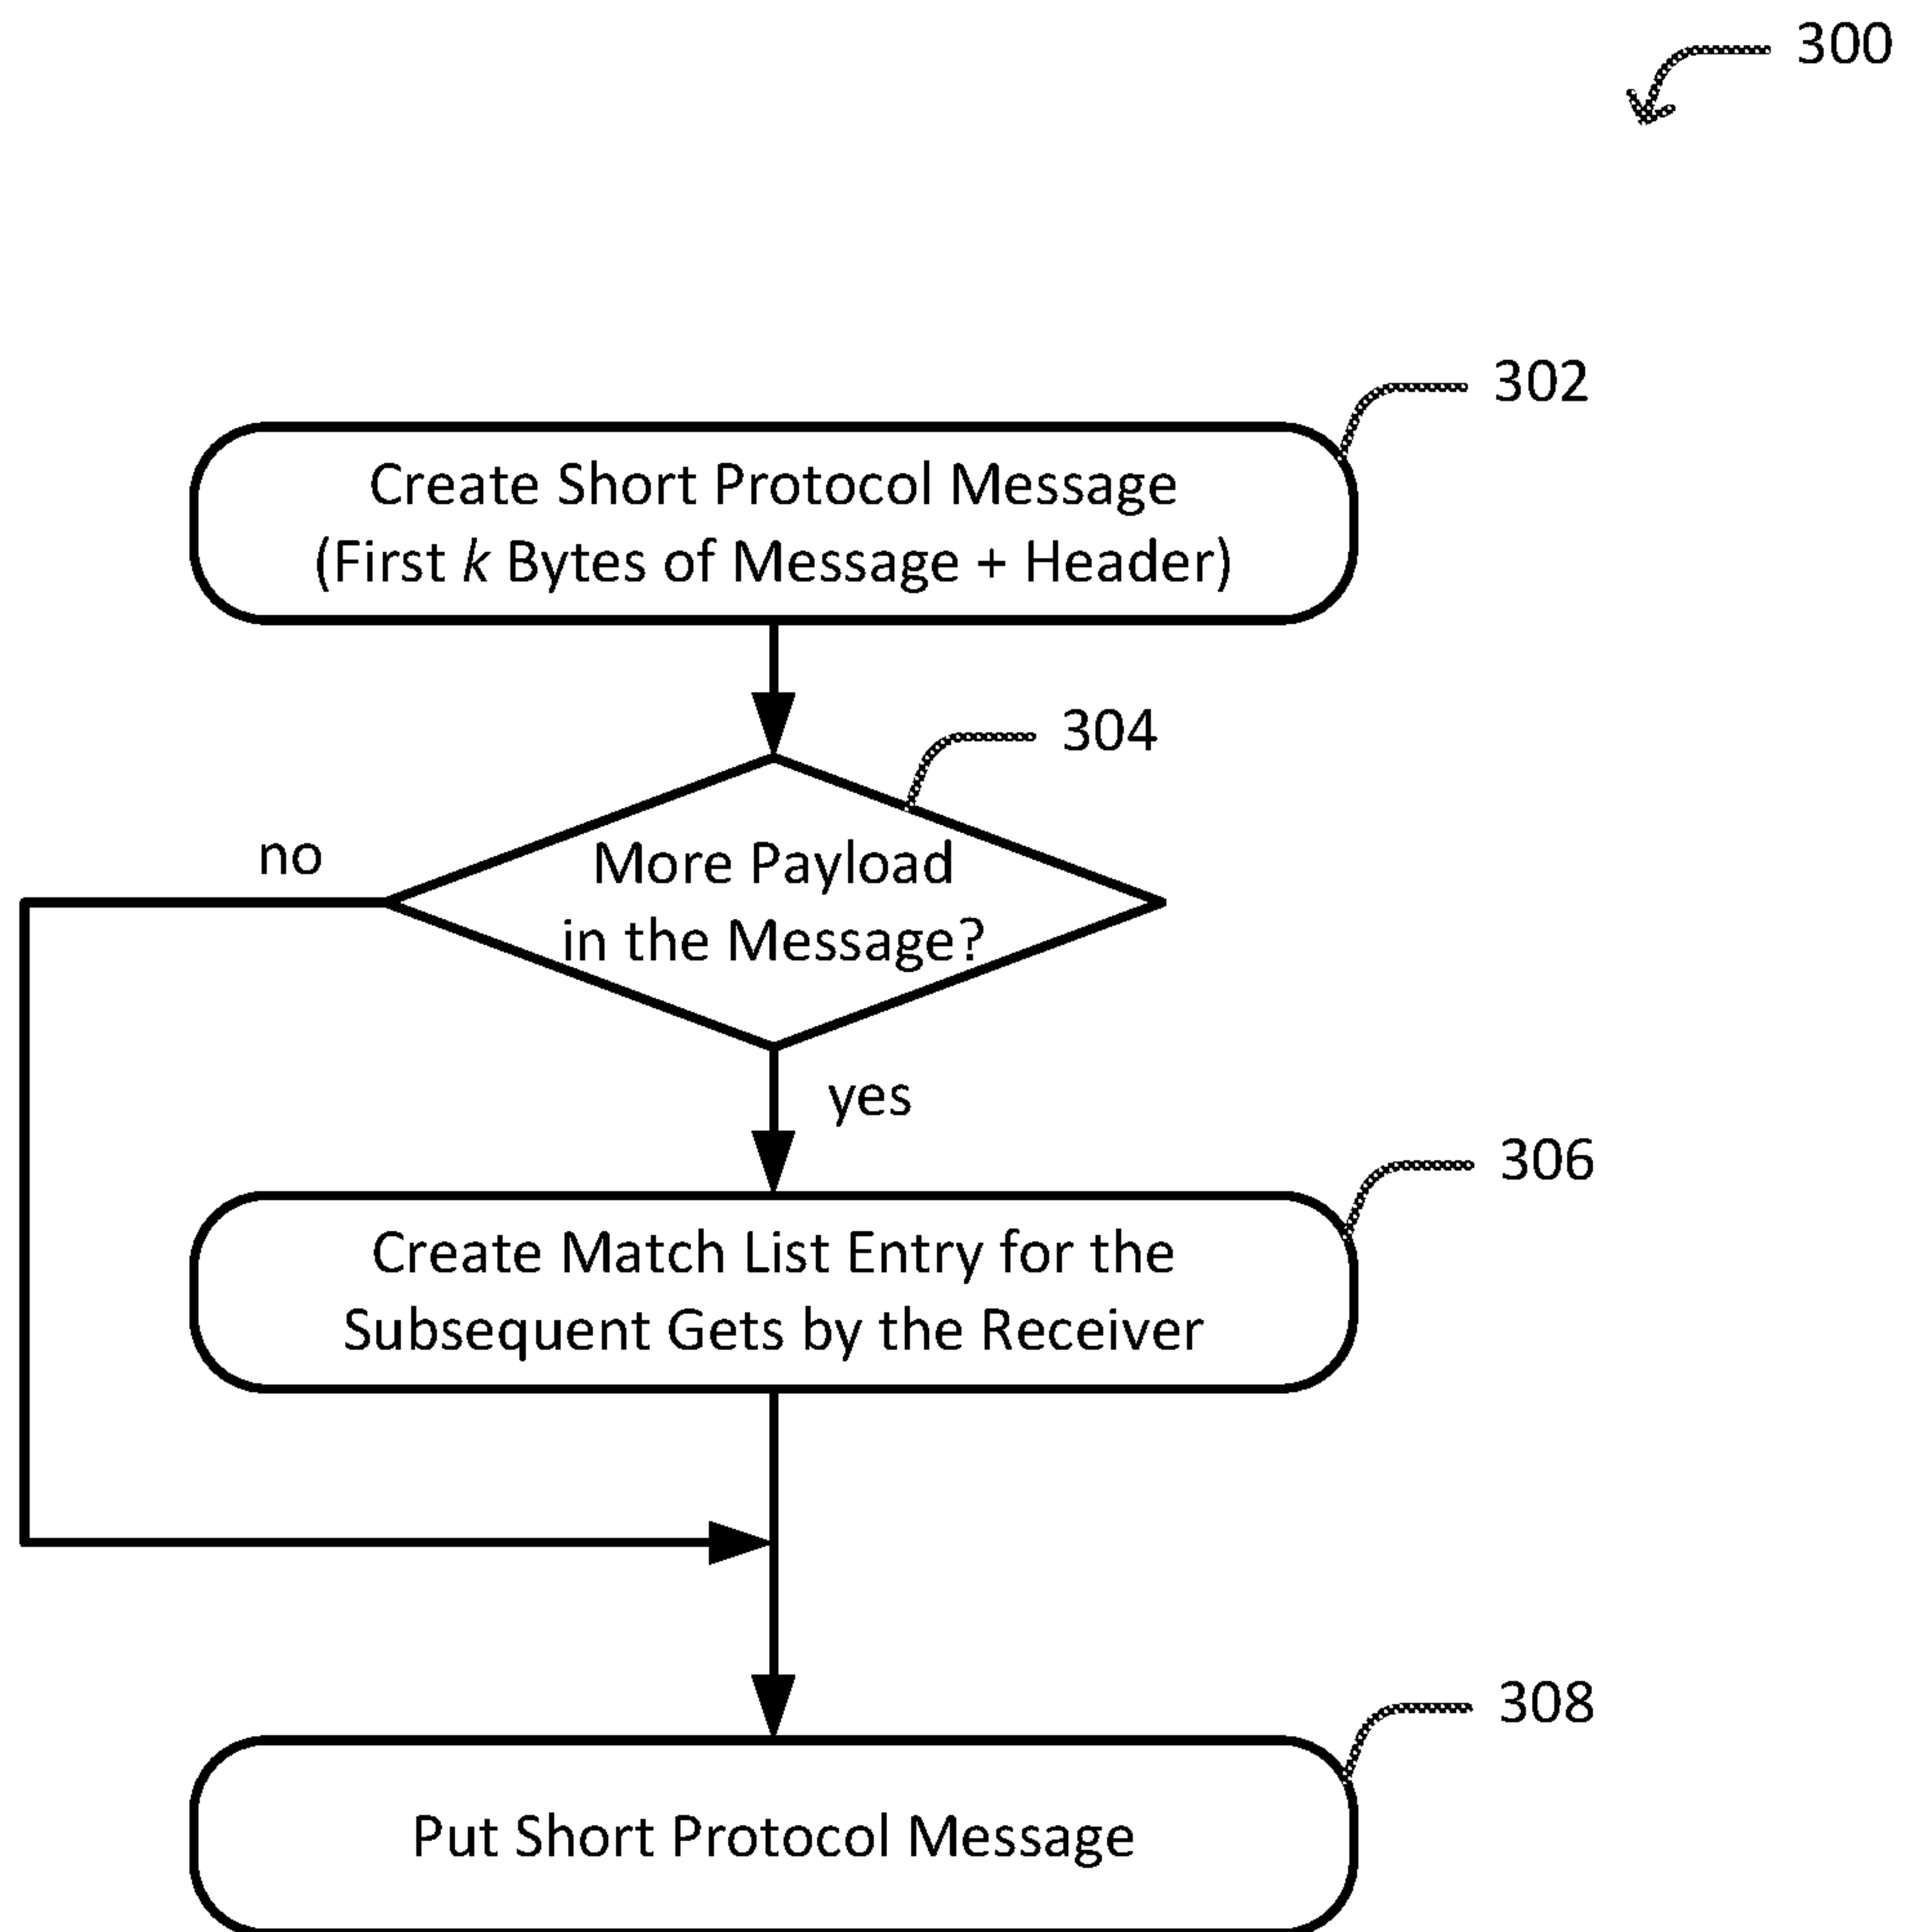 300
302
Create Short Protocol Message
(First k Bytes of Message + Header)
304
no
More Payload
in the Message?
yes
306
Create Match List Entry for the
Subsequent Gets by the Receiver
308
Put Short Protocol Message